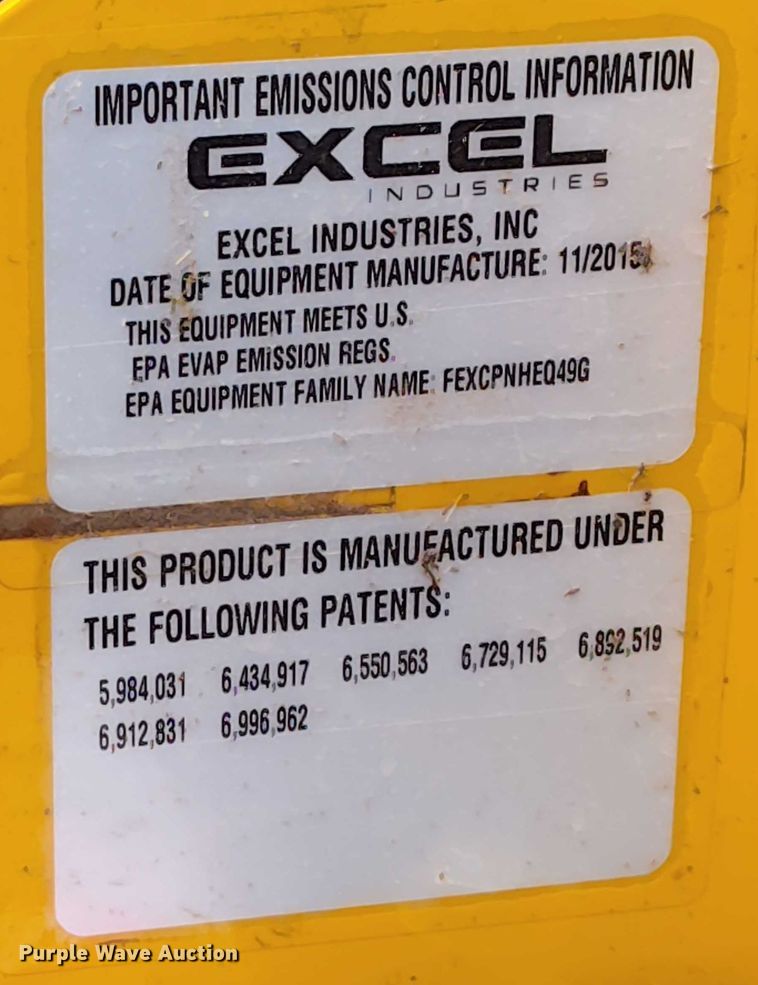 IMPORTANT EMISSIONS CONTROL INFORMATION
EXCEL
INDUSTRIES
EXCEL INDUSTRIES, INC
DATE OF EQUIPMENT MANUFACTURE: 11/2015
THIS EQUIPMENT MEETS U.S.
EPA EVAP EMISSION REGS.
EPA EQUIPMENT FAMILY NAME: FEXCPNHEQ49G
THIS PRODUCT IS MANUFACTURED UNDER
THE FOLLOWING PATENTS:
5,984,031 6,434,917 6,550,563 6,729,115 6,892,519
6,912,831 6,996,962
Purple Wave Auction